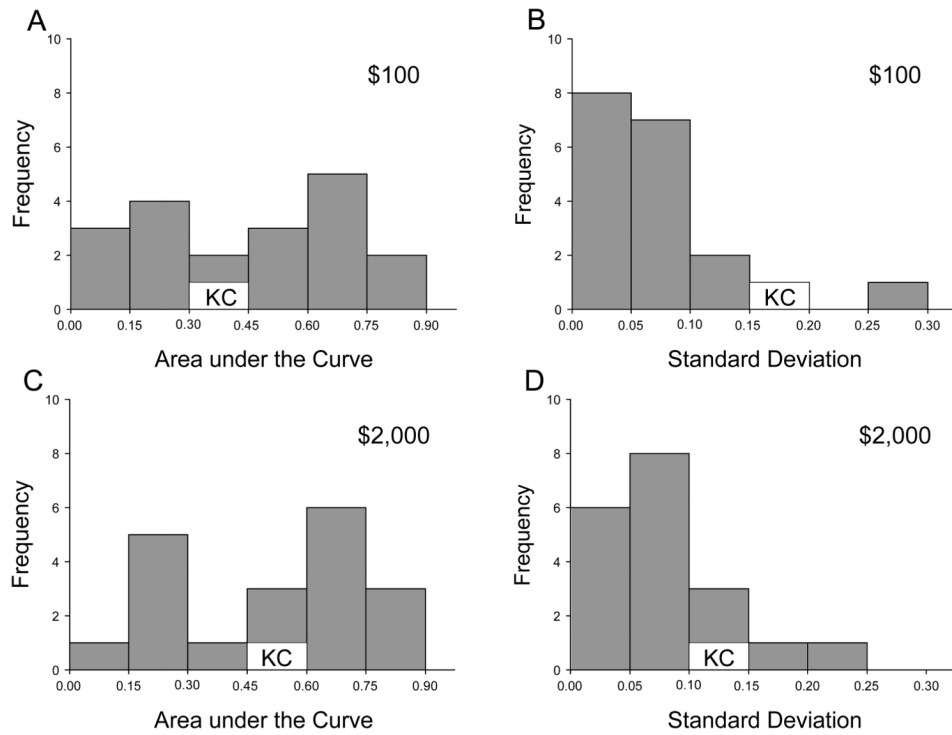 A
B
10
8
6
4
2
0
Frequency
$100
KC
0.00 0.15 0.30 0.45 0.60 0.75 0.90
Area under the Curve
10
8
6
4
2
0
Frequency
$100
KC
0.00 0.05 0.10 0.15 0.20 0.25 0.30
Standard Deviation
C
D
10
8
6
4
2
0
Frequency
$2,000
KC
0.00 0.15 0.30 0.45 0.60 0.75 0.90
Area under the Curve
10
8
6
4
2
0
Frequency
$2,000
KC
0.00 0.05 0.10 0.15 0.20 0.25 0.30
Standard Deviation